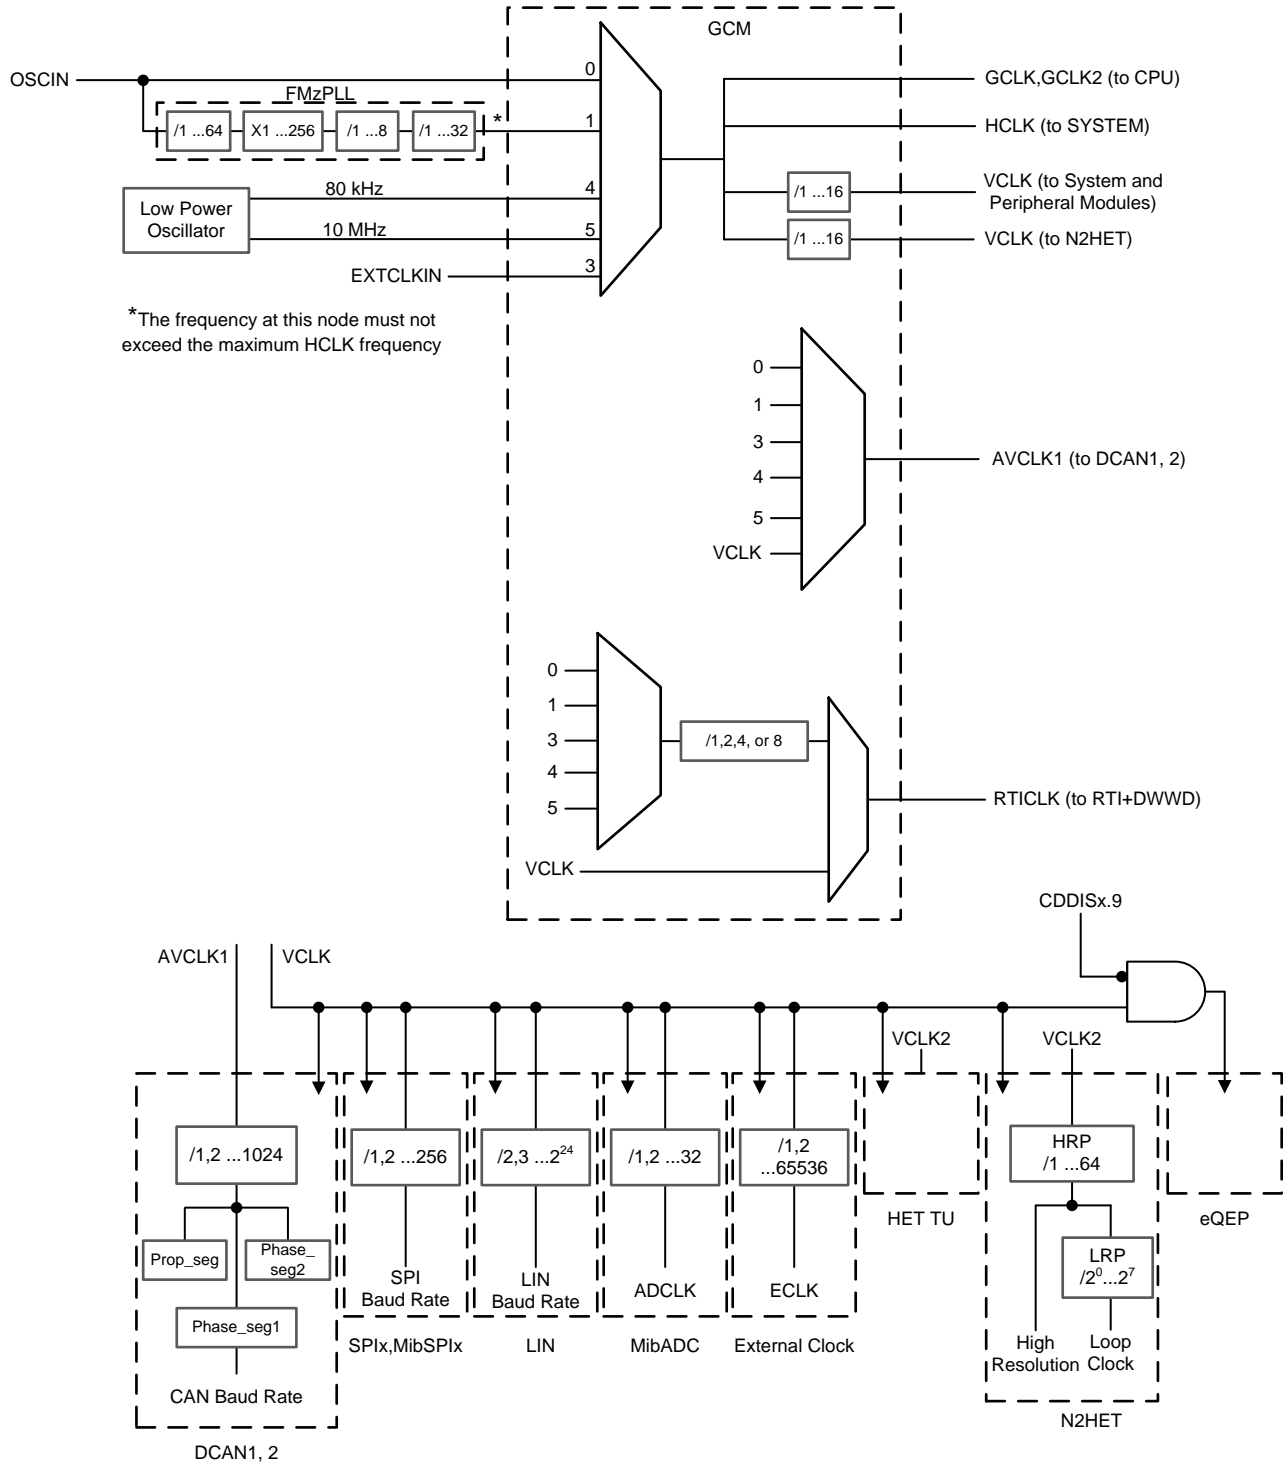 GCM
OSCIN
0
GCLK,GCLK2 (to CPU)
FMzPLL
/1 ...64
X1 ...256
/1 ...8
/1 ...32
*
1
HCLK (to SYSTEM)
80 kHz
4
/1 ...16
VCLK (to System and
Peripheral Modules)
Low Power
Oscillator
10 MHz
5
/1 ...16
VCLK (to N2HET)
EXTCLKIN
3
*The frequency at this node must not
exceed the maximum HCLK frequency
0
1
3
4
5
VCLK
AVCLK1 (to DCAN1, 2)
0
1
3
4
5
/1,2,4, or 8
VCLK
RTICLK (to RTI+DWWD)
CDDISx.9
AVCLK1
VCLK
VCLK2
VCLK2
/1,2 ...1024
/1,2 ...256
/2,3 ...2²⁴
/1,2 ...32
/1,2
...65536
HRP
/1 ...64
HET TU
eQEP
Prop_seg
Phase_
seg2
Phase_seg1
CAN Baud Rate
SPI
Baud Rate
LIN
Baud Rate
ADCLK
ECLK
LRP
/2⁰...2⁷
High
Resolution
Loop
Clock
SPIx,MibSPIx
LIN
MibADC
External Clock
N2HET
DCAN1, 2